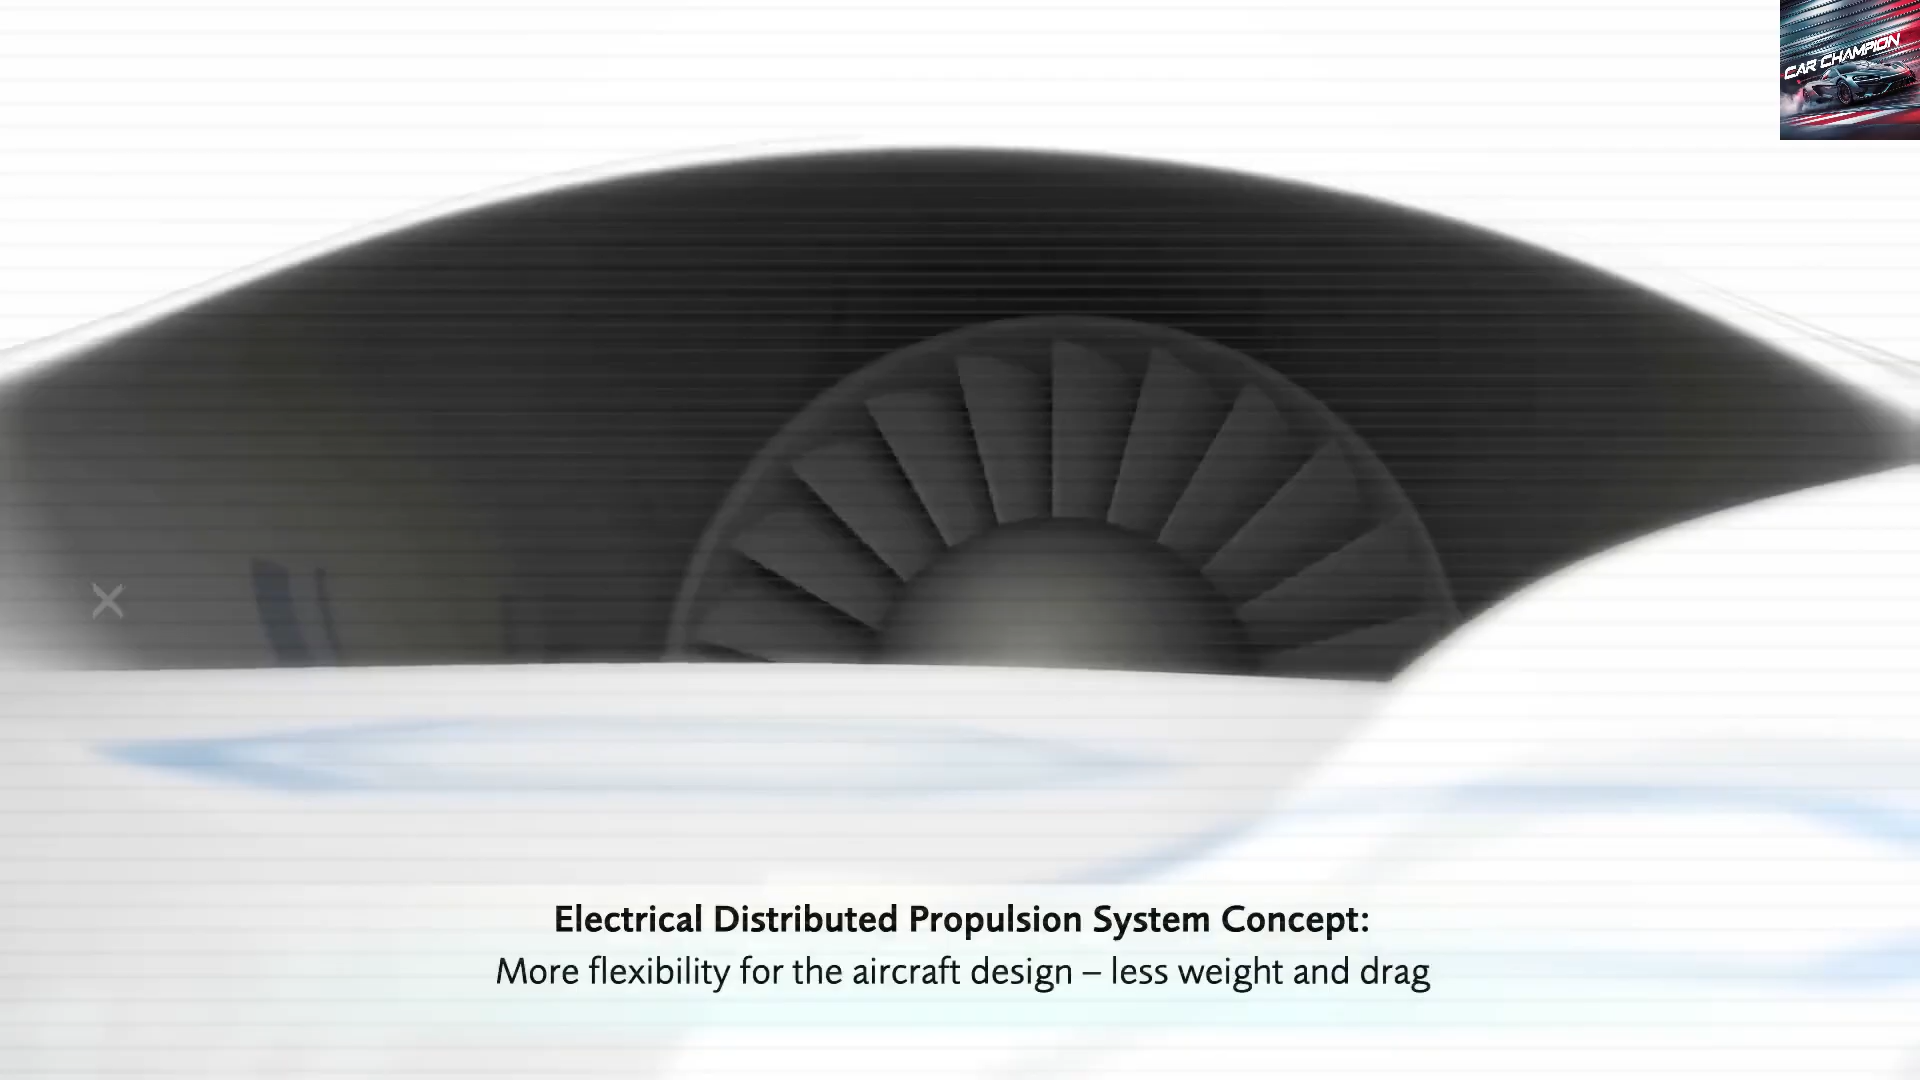 CAR CHAMPION
Electrical Distributed Propulsion System Concept:
More flexibility for the aircraft design – less weight and drag